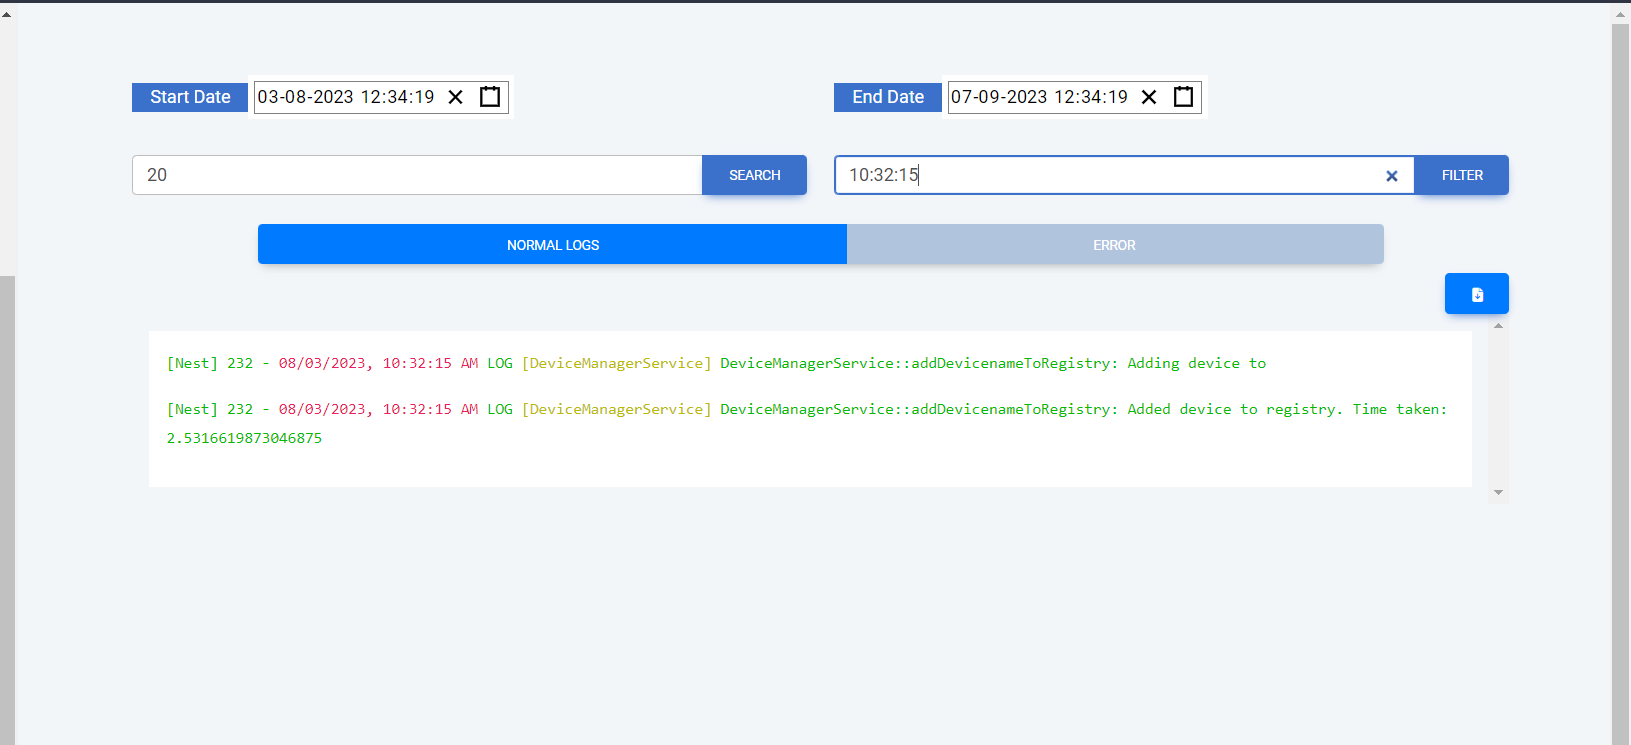 Start Date 03-08-2023 12:34:19
End Date 07-09-2023 12:34:19
20 SEARCH
10:32:15 FILTER
NORMAL LOGS ERROR
[Nest] 232 - 08/03/2023, 10:32:15 AM LOG [DeviceManagerService] DeviceManagerService::addDevicenameToRegistry: Adding device to
[Nest] 232 - 08/03/2023, 10:32:15 AM LOG [DeviceManagerService] DeviceManagerService::addDevicenameToRegistry: Added device to registry. Time taken:
2.5316619873046875